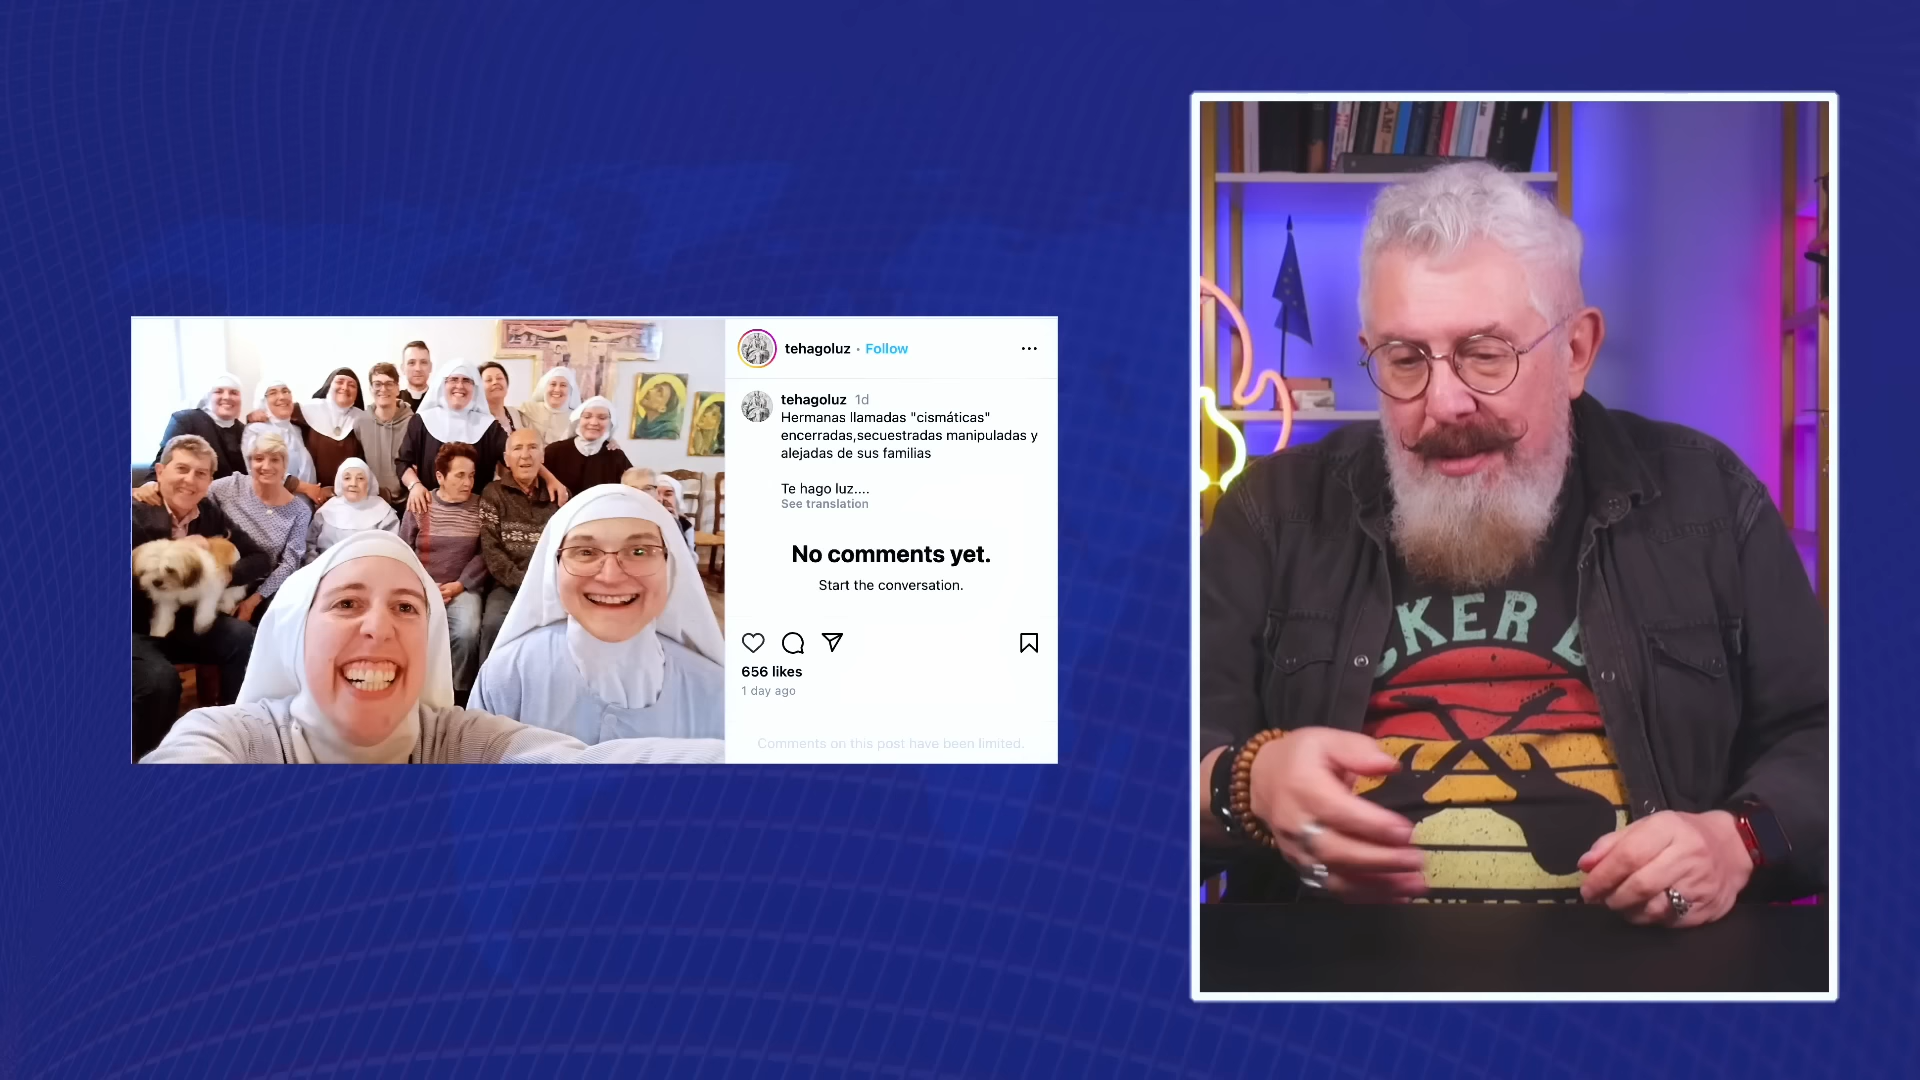 tehagoluz • Follow
tehagoluz 1d
Hermanas llamadas "cismáticas"
encerradas,secuestradas manipuladas y
alejadas de sus familias
Te hago luz....
See translation
No comments yet.
Start the conversation.
656 likes
1 day ago
Comments on this post have been limited.
CKER D